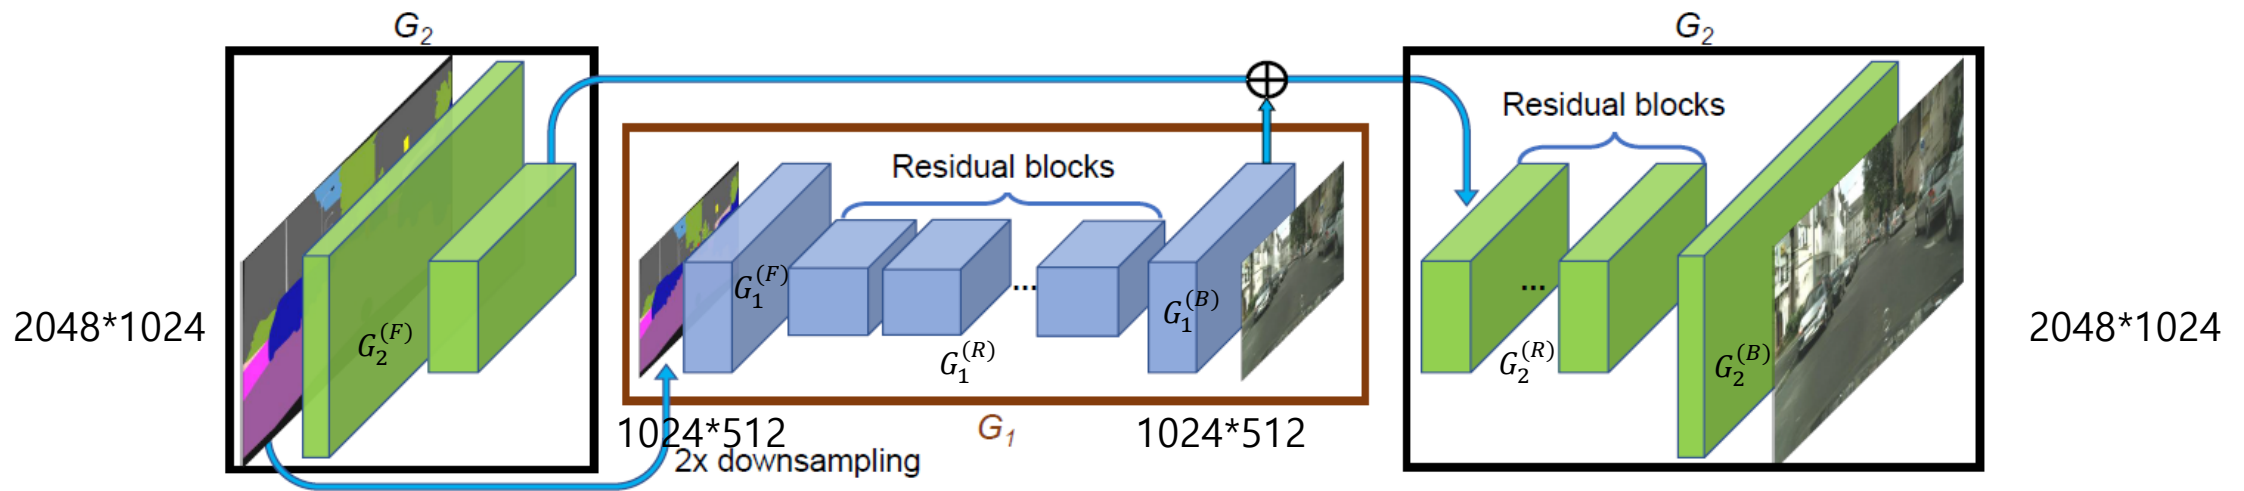 G₂
G₂
Residual blocks
Residual blocks
G₁⁽ᶠ⁾
G₁⁽ᴮ⁾
...
...
2048*1024
G₂⁽ᶠ⁾
G₁⁽ᴿ⁾
G₂⁽ᴿ⁾
G₂⁽ᴮ⁾
2048*1024
1024*512
G₁
1024*512
2x downsampling